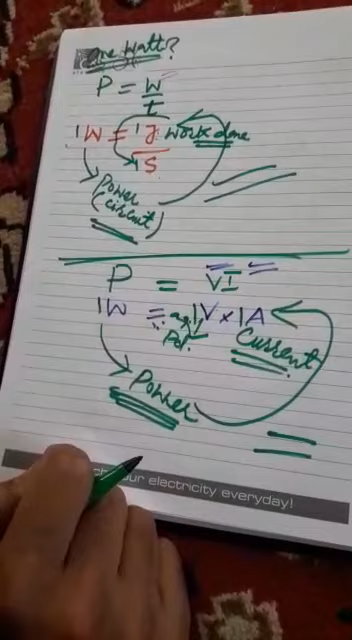 One Watt?
P = W/t
1W = 1J/1S work done
Power
(circuit)
P = VI
1W = 1V x 1A
Pot.
Current
Power
our electricity everyday!